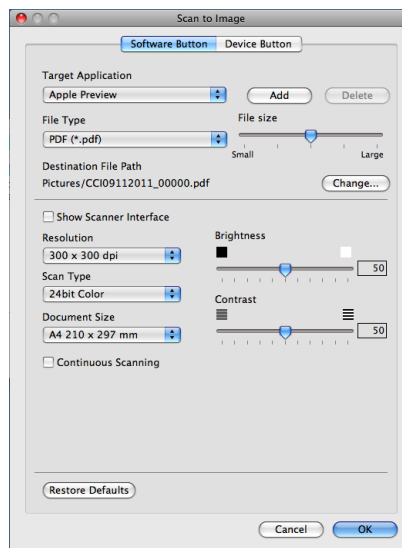 Scan to Image
Software Button Device Button
Target Application
Apple Preview Add Delete
File Type File size
PDF (*.pdf)
Small Large
Destination File Path
Pictures/CCI09112011_00000.pdf Change...
Show Scanner Interface
Resolution Brightness
300 x 300 dpi 50
Scan Type
24bit Color Contrast
Document Size
A4 210 x 297 mm 50
Continuous Scanning
Restore Defaults
Cancel OK